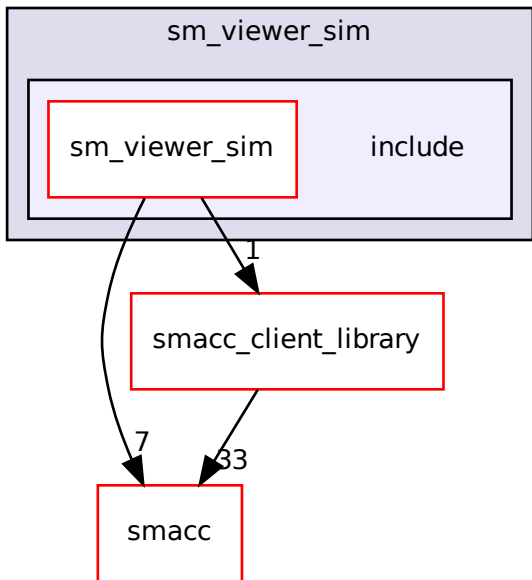 sm_viewer_sim
sm_viewer_sim
include
1
smacc_client_library
7
33
smacc